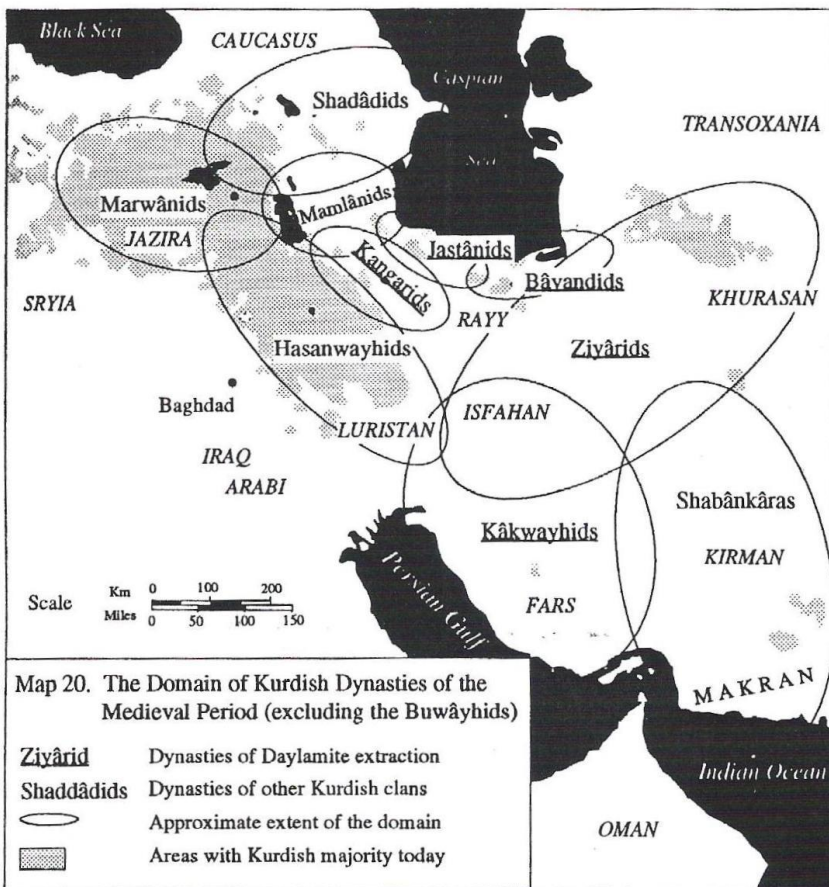 Black Sea
CAUCASUS
Caspian
Sea
Shadâdids
TRANSOXANIA
Marwânids
JAZIRA
Mamlânids
Jastânids
Kangarids
Bâvandids
SRYIA
RAYY
KHURASAN
Hasanwayhids
Ziyârids
Baghdad
LURISTAN
ISFAHAN
IRAQ
ARABI
Shabânkâras
Kâkwayhids
KIRMAN
Persian Gulf
FARS
Scale
Km 0 100 200
Miles 0 50 100 150
MAKRAN
Indian Ocean
OMAN
Map 20. The Domain of Kurdish Dynasties of the
Medieval Period (excluding the Buwâyhids)
Ziyârid Dynasties of Daylamite extraction
Shaddâdids Dynasties of other Kurdish clans
Approximate extent of the domain
Areas with Kurdish majority today